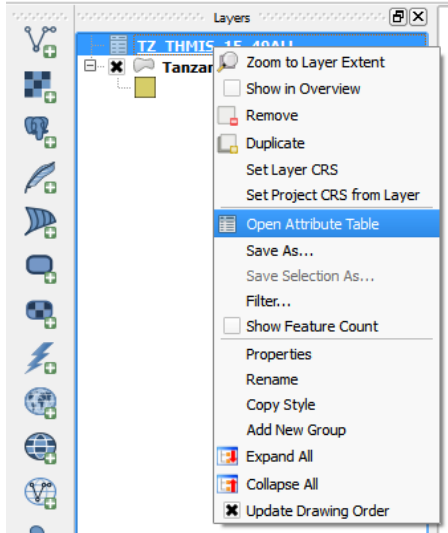 Layers
TZ_THMIS_15_49ALL
Tanzan
Zoom to Layer Extent
Show in Overview
Remove
Duplicate
Set Layer CRS
Set Project CRS from Layer
Open Attribute Table
Save As...
Save Selection As...
Filter...
Show Feature Count
Properties
Rename
Copy Style
Add New Group
Expand All
Collapse All
Update Drawing Order